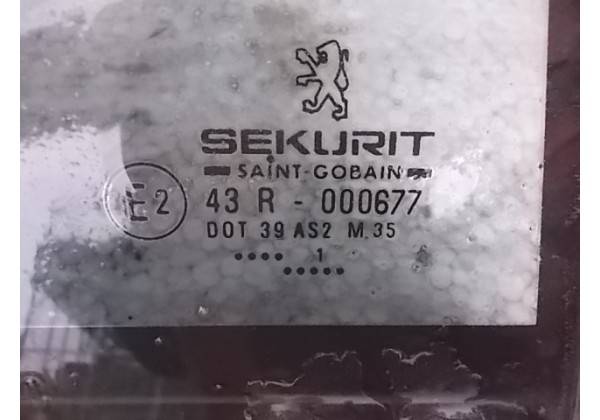 SEKURIT
SAINT-GOBAIN
E2 43 R - 000677
DOT 39 AS2 M 35
•••• 1
•••••